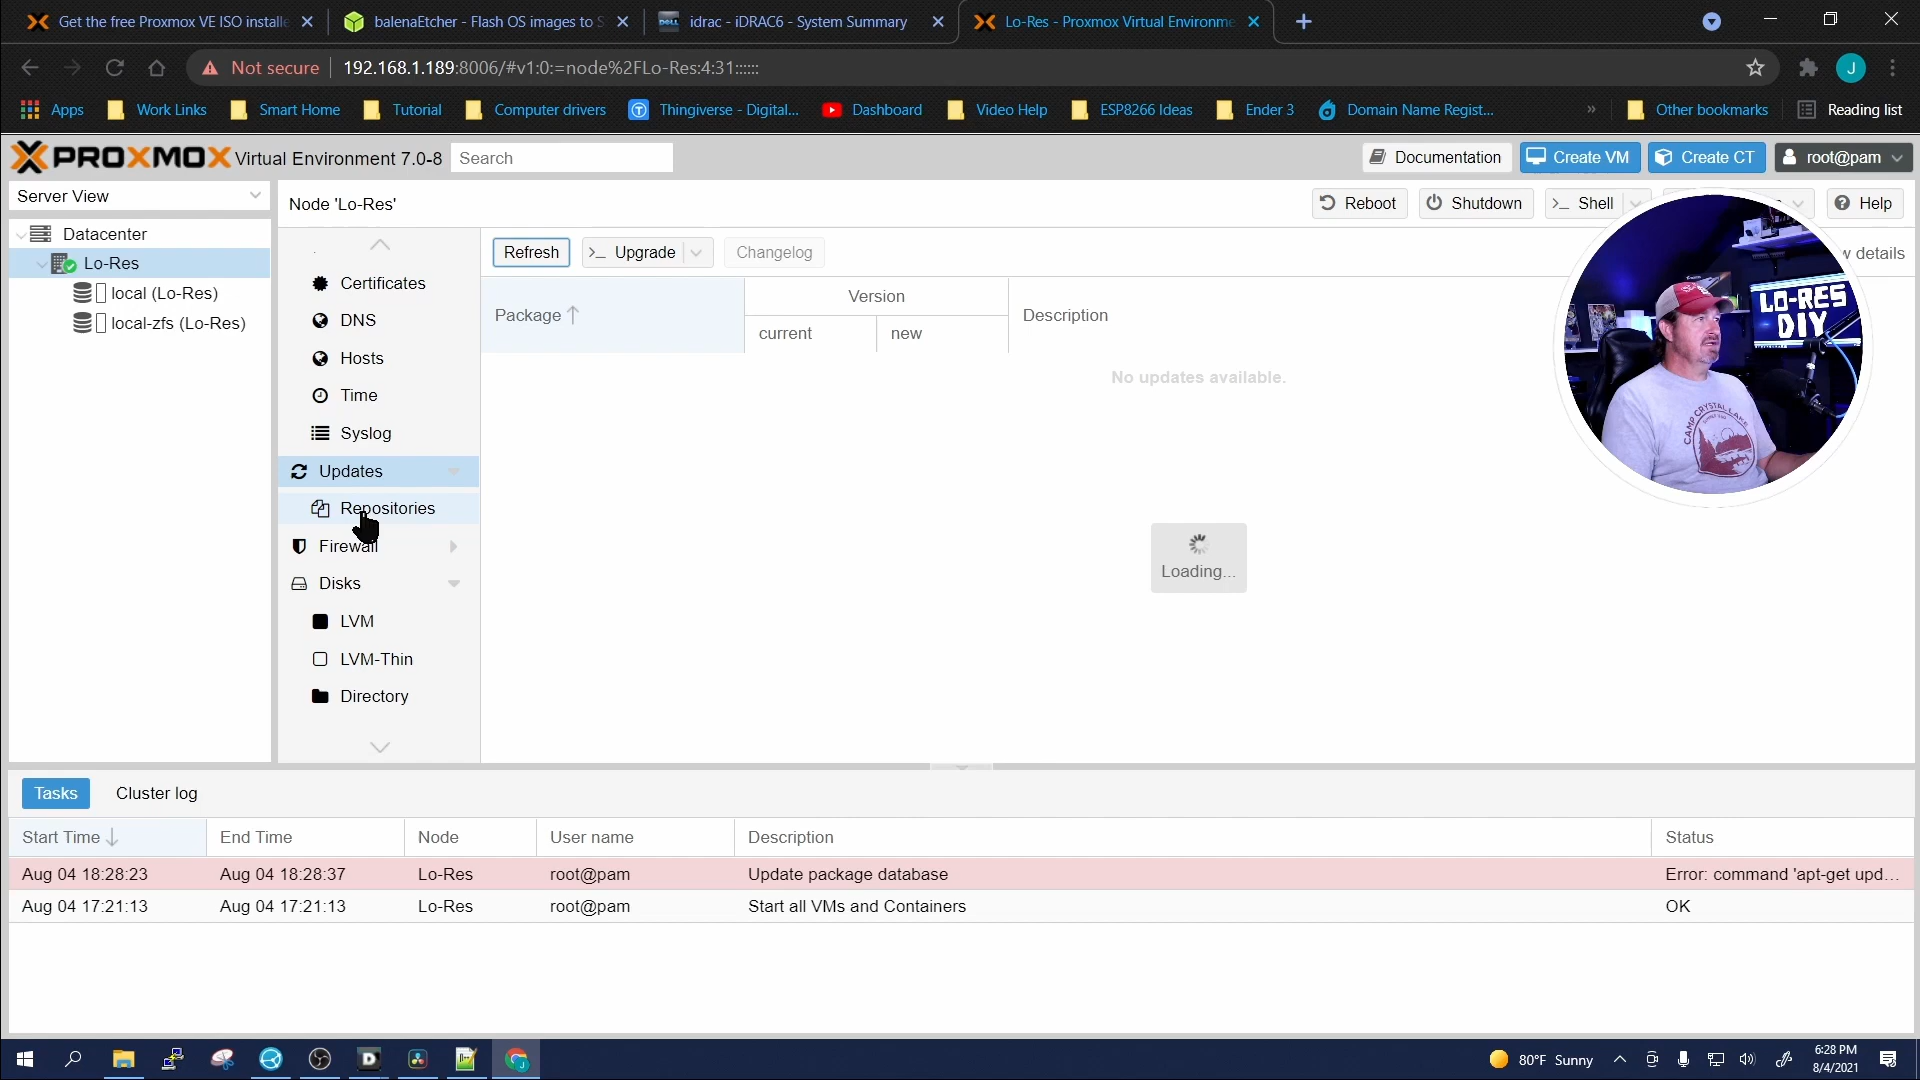 Get the free Proxmox VE ISO installe
balenaEtcher - Flash OS images to S
idrac - iDRAC6 - System Summary
Lo-Res - Proxmox Virtual Environme
Not secure
192.168.1.189:8006/#v1:0:=node%2FLo-Res:4:31::::::
J
Apps
Work Links
Smart Home
Tutorial
Computer drivers
Thingiverse - Digital...
Dashboard
Video Help
ESP8266 Ideas
Ender 3
Domain Name Regist...
»
Other bookmarks
Reading list
PROXMOX Virtual Environment 7.0-8
Search
Documentation
Create VM
Create CT
root@pam
Server View
Node 'Lo-Res'
Reboot
Shutdown
>_ Shell
Help
Datacenter
Lo-Res
local (Lo-Res)
local-zfs (Lo-Res)
Certificates
DNS
Hosts
Time
Syslog
Updates
Repositories
Firewall
Disks
LVM
LVM-Thin
Directory
Refresh
>_ Upgrade
Changelog
w details
Package
Version
current
new
Description
No updates available.
Loading...
LO-RES
DIY
CAMP CRYSTAL LAKE
Tasks
Cluster log
Start Time
End Time
Node
User name
Description
Status
Aug 04 18:28:23
Aug 04 18:28:37
Lo-Res
root@pam
Update package database
Error: command 'apt-get upd...
Aug 04 17:21:13
Aug 04 17:21:13
Lo-Res
root@pam
Start all VMs and Containers
OK
80°F Sunny
6:28 PM
8/4/2021